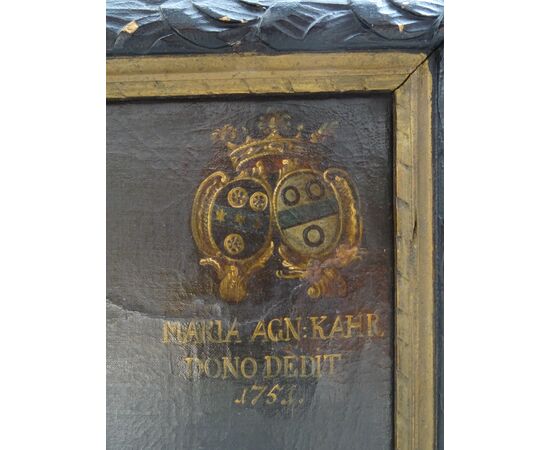 MARIA AGN: KAHR
DONO DEDIT
1751.